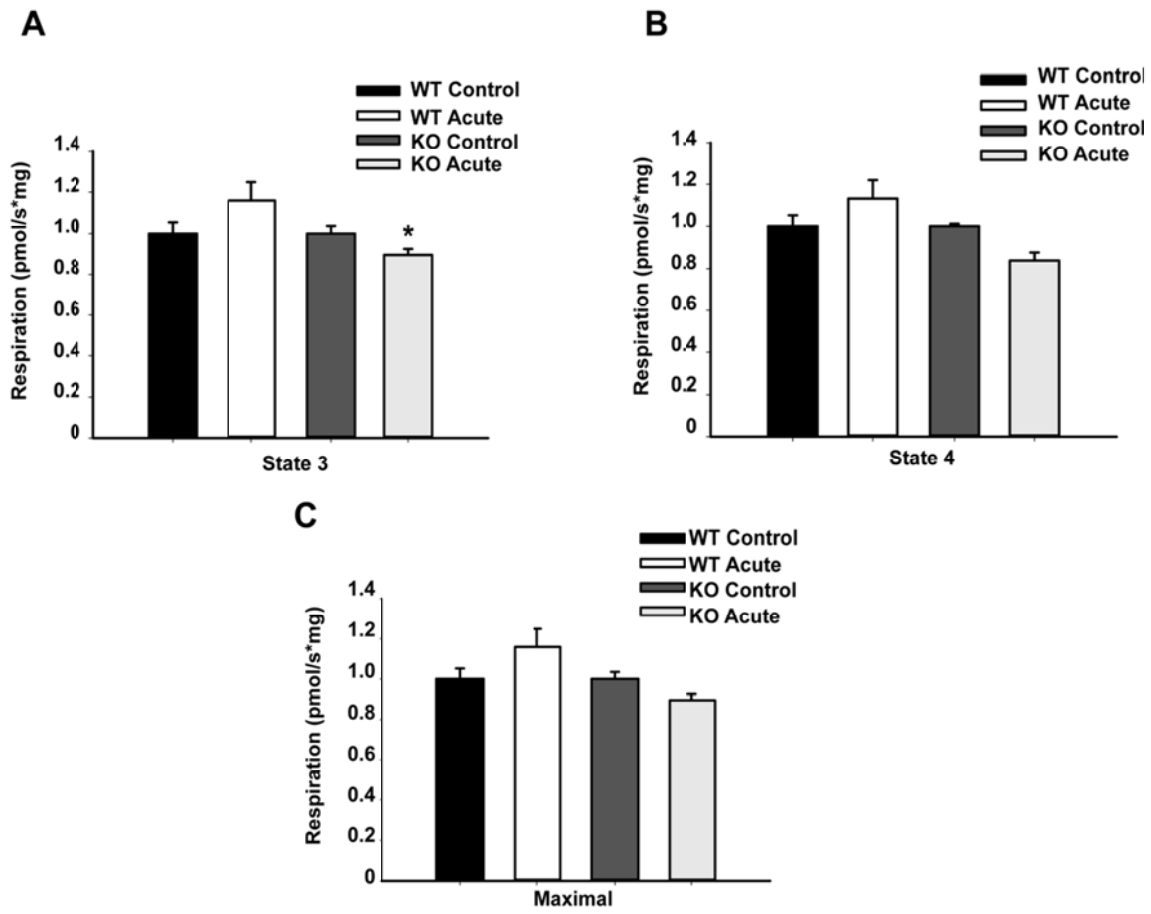 A
WT Control
WT Acute
KO Control
KO Acute
Respiration (pmol/s*mg)
1.4
1.2
1.0
0.8
0.6
0.4
0.2
0
*
State 3
B
WT Control
WT Acute
KO Control
KO Acute
Respiration (pmol/s*mg)
1.4
1.2
1.0
0.8
0.6
0.4
0.2
0
State 4
C
WT Control
WT Acute
KO Control
KO Acute
Respiration (pmol/s*mg)
1.4
1.2
1.0
0.8
0.6
0.4
0.2
0
Maximal